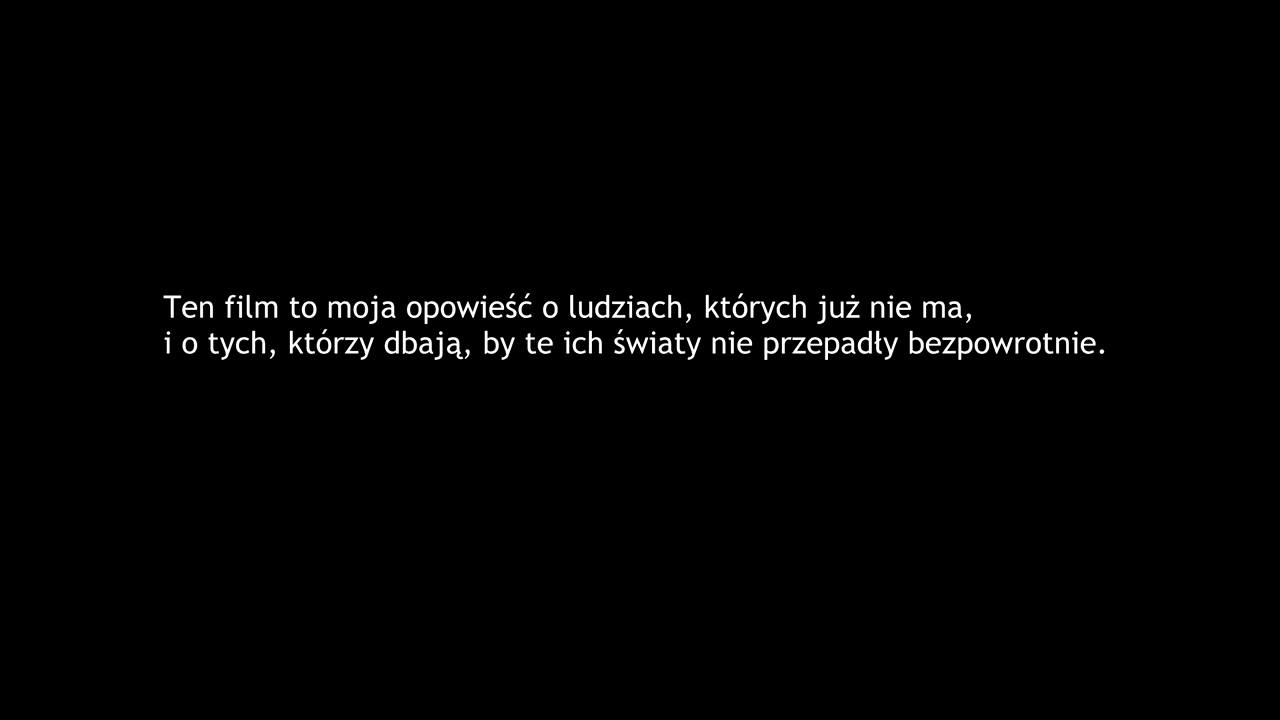 Ten film to moja opowieść o ludziach, których już nie ma,
i o tych, którzy dbają, by te ich światy nie przepadły bezpowrotnie.